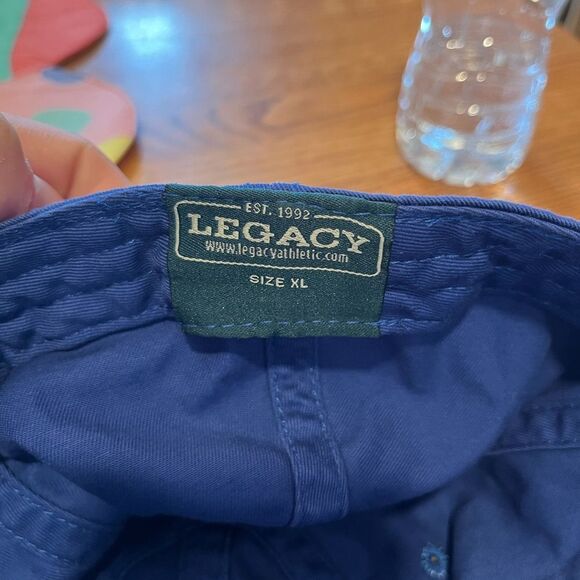 EST. 1992
LEGACY
www.legacyathletic.com
SIZE XL